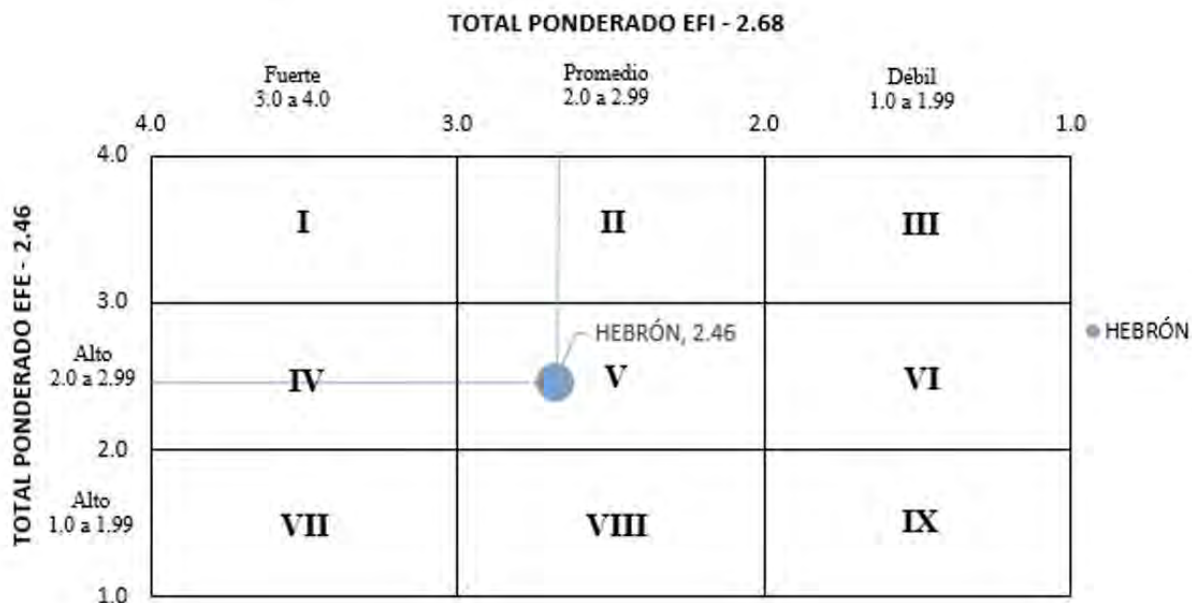 TOTAL PONDERADO EFI - 2.68
Fuerte
3.0 a 4.0
Promedio
2.0 a 2.99
Débil
1.0 a 1.99
4.0
3.0
2.0
1.0
TOTAL PONDERADO EFE - 2.46
4.0
I
II
III
3.0
Alto
2.0 a 2.99
IV
HEBRÓN, 2.46
V
VI
HEBRÓN
2.0
Alto
1.0 a 1.99
VII
VIII
IX
1.0